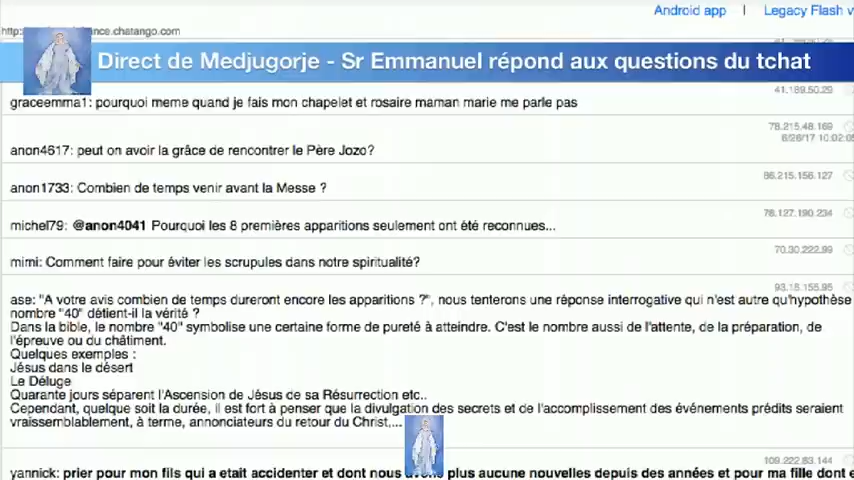 Android app | Legacy Flash v
chatango.com
Direct de Medjugorje - Sr Emmanuel répond aux questions du tchat
41.189.50.29
graceemma1: pourquoi meme quand je fais mon chapelet et rosaire maman marie me parle pas
78.215.48.169
6/26/17 10:02:05
anon4617: peut on avoir la grâce de rencontrer le Père Jozo?
86.215.156.127
anon1733: Combien de temps venir avant la Messe ?
78.127.190.234
michel79: @anon4041 Pourquoi les 8 premières apparitions seulement ont été reconnues...
70.30.222.99
mimi: Comment faire pour éviter les scrupules dans notre spiritualité?
93.18.155.95
ase: "A votre avis combien de temps dureront encore les apparitions ?", nous tenterons une réponse interrogative qui n'est autre qu'hypothèse
nombre "40" détient-il la vérité ?
Dans la bible, le nombre "40" symbolise une certaine forme de pureté à atteindre. C'est le nombre aussi de l'attente, de la préparation, de
l'épreuve ou du châtiment.
Quelques exemples :
Jésus dans le désert
Le Déluge
Quarante jours séparent l'Ascension de Jésus de sa Résurrection etc..
Cependant, quelque soit la durée, il est fort à penser que la divulgation des secrets et de l'accomplissement des événements prédits seraient
vraissemblablement, à terme, annonciateurs du retour du Christ,...
109.222.83.144
yannick: prier pour mon fils qui a etait accidenter et dont nous avons plus aucune nouvelles depuis des années et pour ma fille dont e